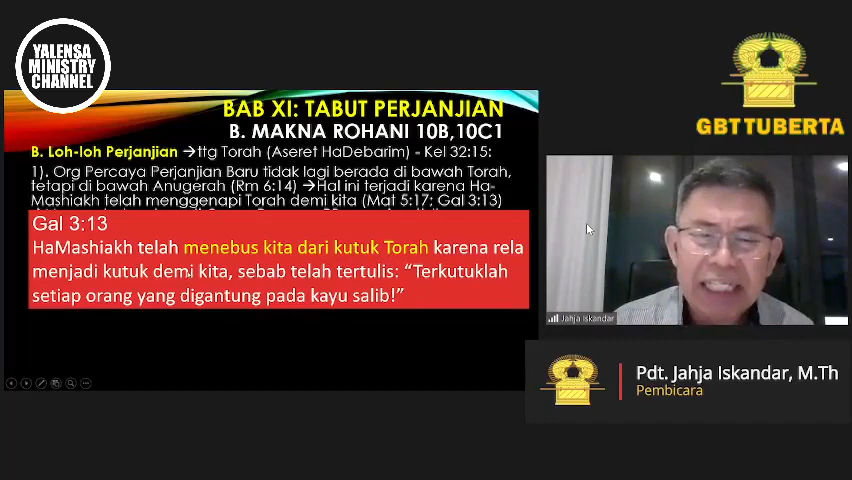 YALENSA
MINISTRY
CHANNEL
BAB XI: TABUT PERJANJIAN
B. MAKNA ROHANI 10B,10C1
B. Loh-loh Perjanjian →ttg Torah (Aseret HaDebarim) - Kel 32:15:
1). Org Percaya Perjanjian Baru tidak lagi berada di bawah Torah,
tetapi di bawah Anugerah (Rm 6:14) →Hal ini terjadi karena Ha-
Mashiakh telah menggenapi Torah demi kita (Mat 5:17; Gal 3:13)
Gal 3:13
HaMashiakh telah menebus kita dari kutuk Torah karena rela
menjadi kutuk demi kita, sebab telah tertulis: “Terkutuklah
setiap orang yang digantung pada kayu salib!”
GBT TUBERTA
Jahja Iskandar
Pdt. Jahja Iskandar, M.Th
Pembicara